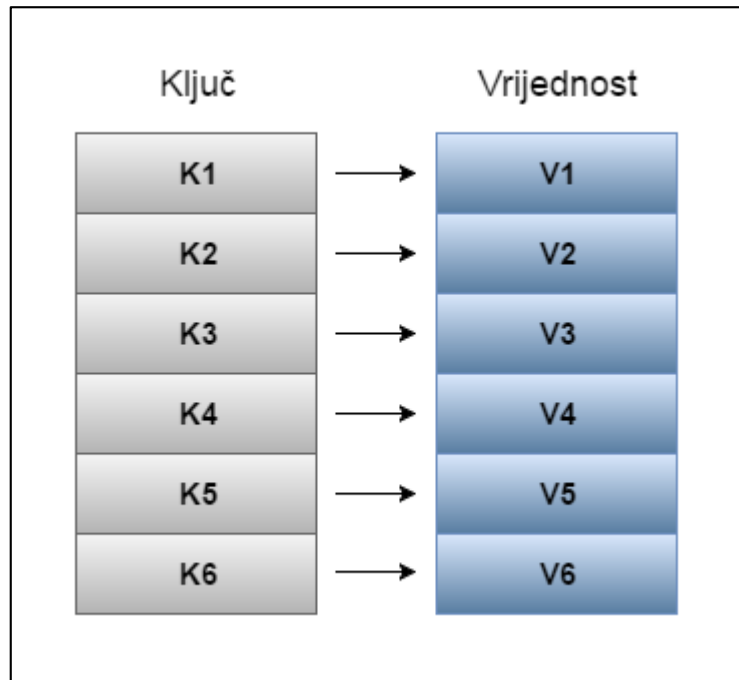 Ključ Vrijednost
K1 V1
K2 V2
K3 V3
K4 V4
K5 V5
K6 V6